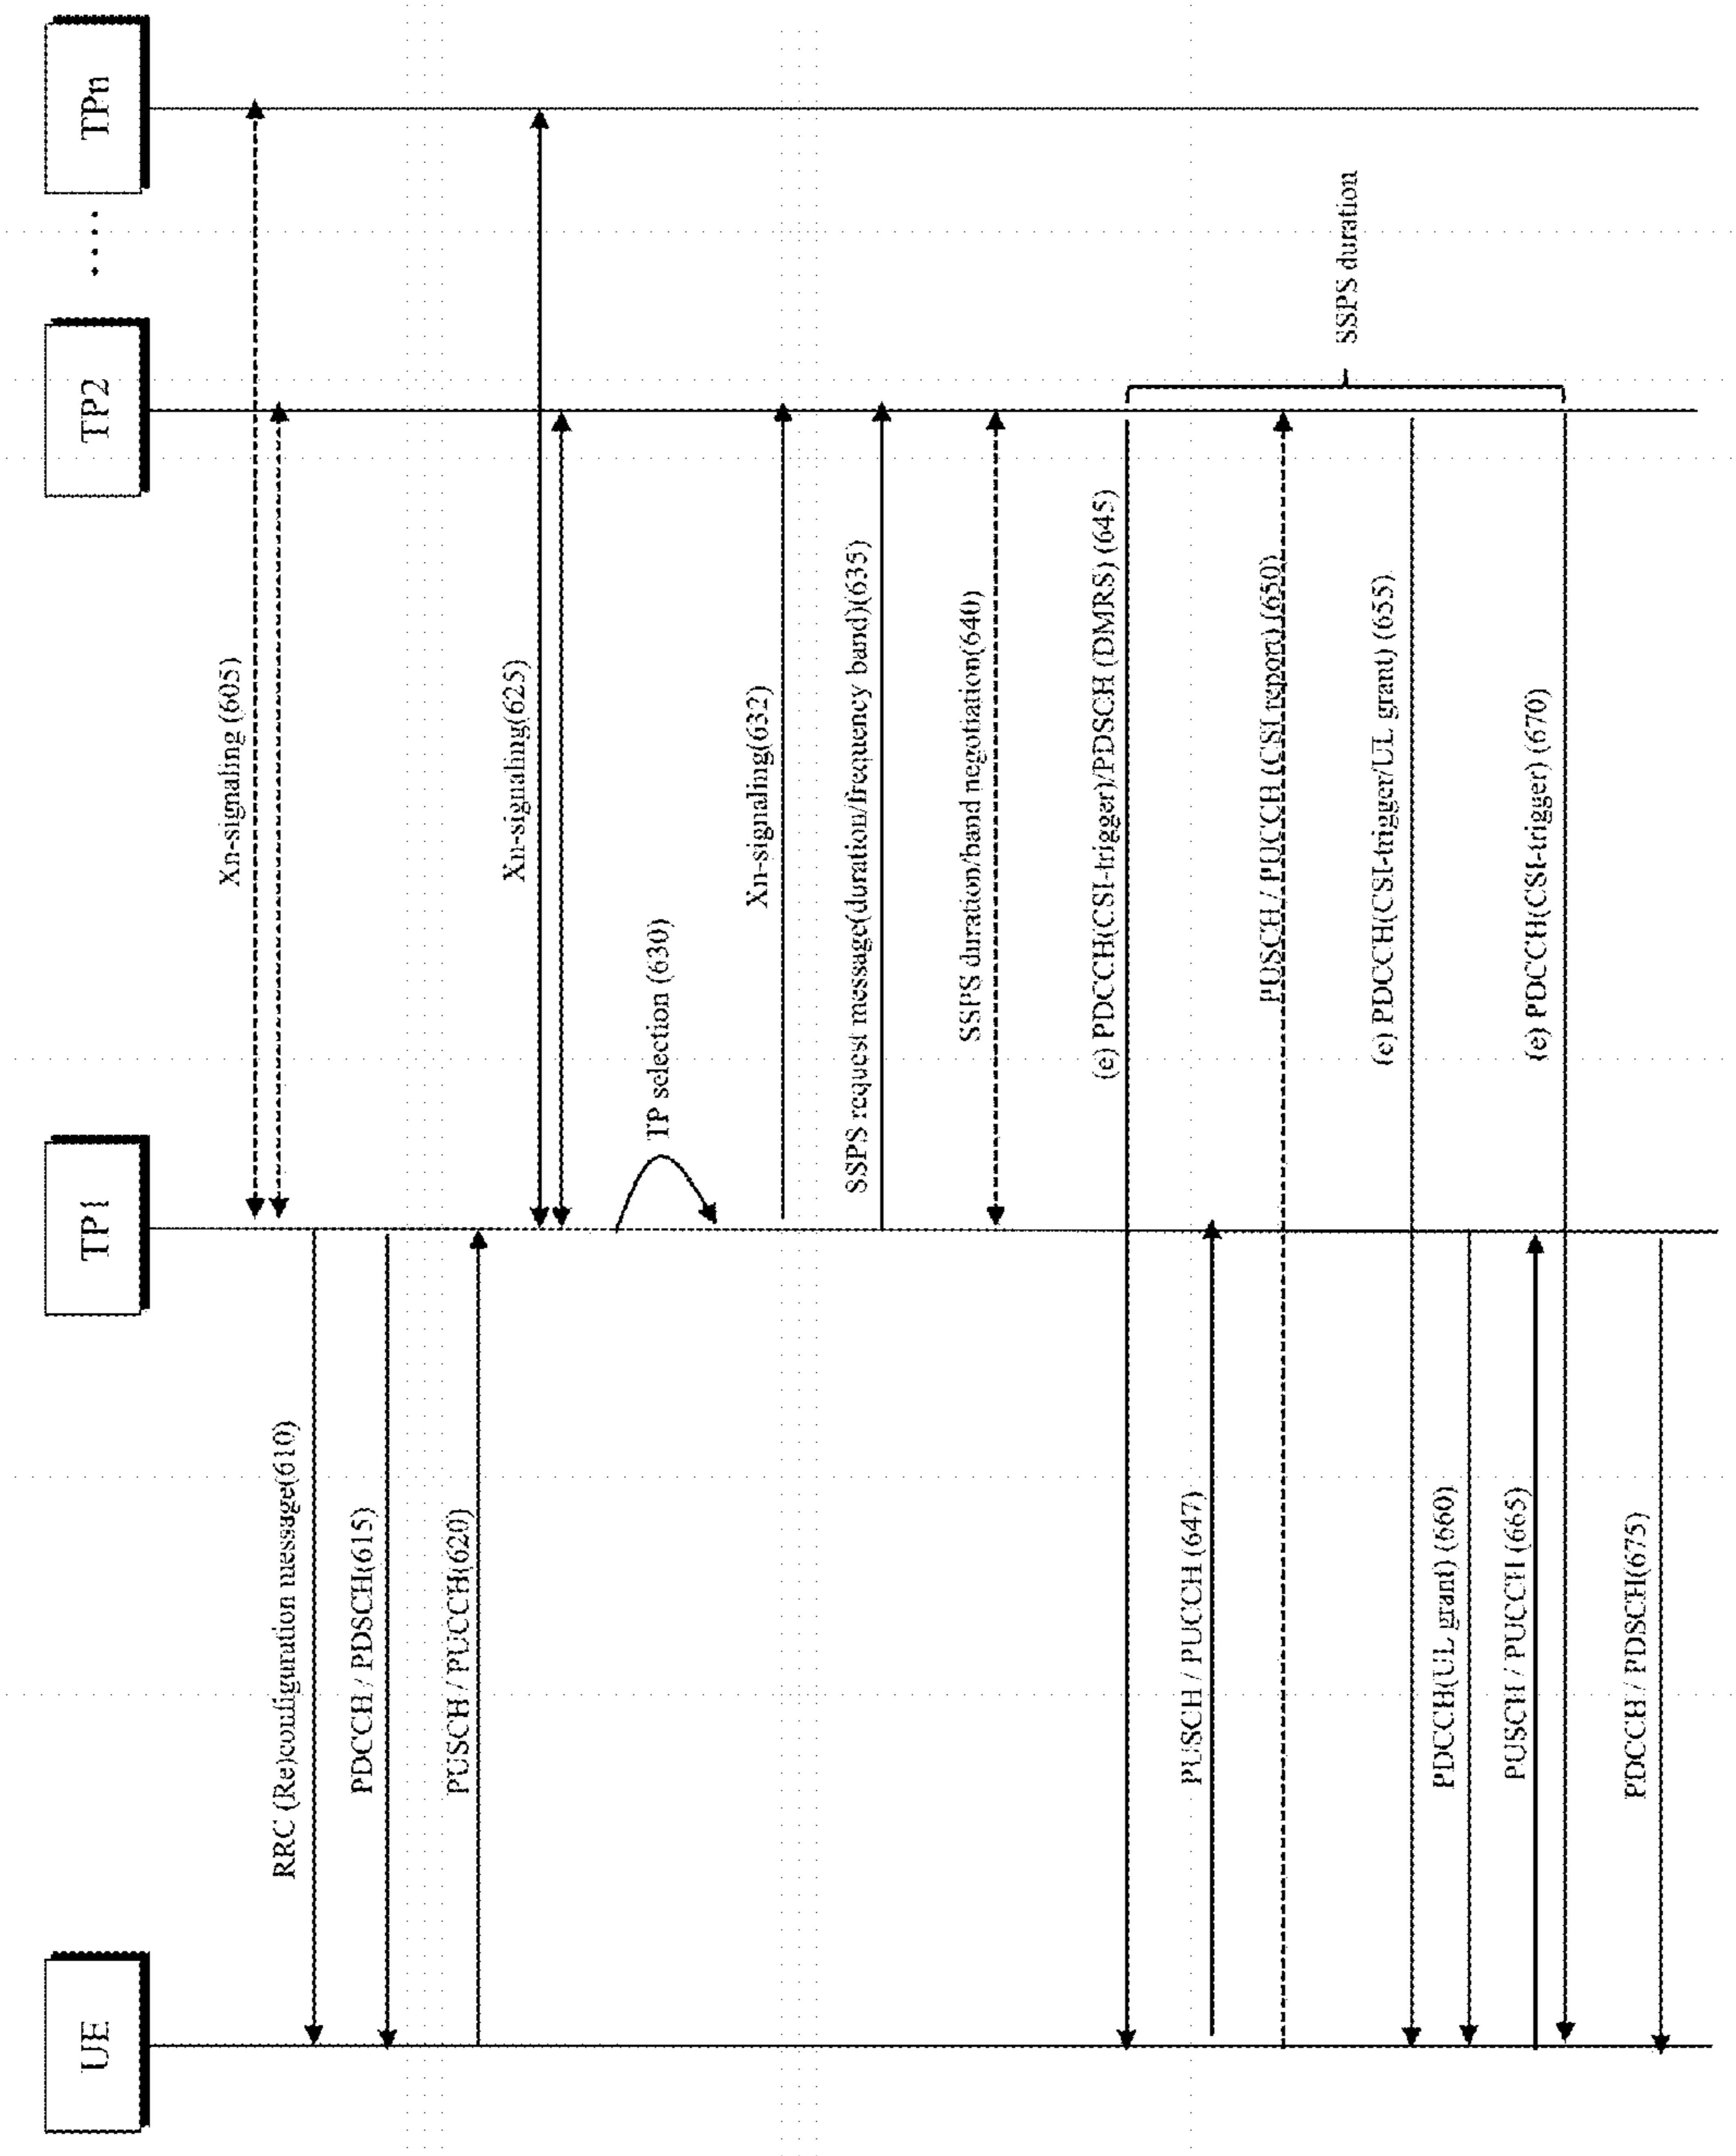 UE
TP1
TP2
....
TPn
Xn-signaling (605)
RRC (Re)configuration message(610)
PDCCH / PDSCH(615)
PUSCH / PUCCH(620)
Xn-signaling(625)
TP selection (630)
Xn-signaling(632)
SSPS request message(duration/frequency band)(635)
SSPS duration/band negotiation(640)
(e) PDCCH(CSI-trigger)/PDSCH (DMRS) (645)
PUSCH / PUCCH (647)
PUSCH / PUCCH (CSI report) (650)
SSPS duration
(e) PDCCH(CSI-trigger/UL grant) (655)
PDCCH(UL grant) (660)
PUSCH / PUCCH (665)
(e) PDCCH(CSI-trigger) (670)
PDCCH / PDSCH(675)